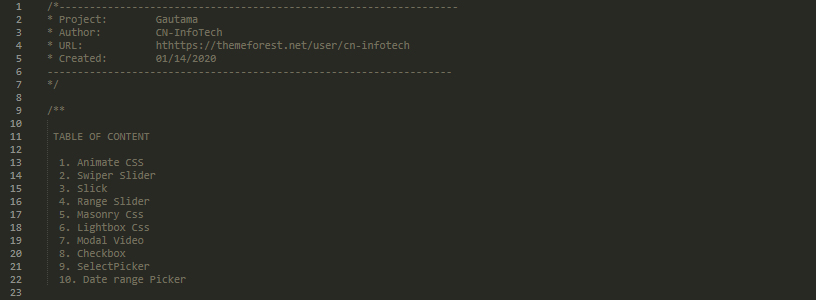 1 /*------------------------------------------------------------------
2 * Project: Gautama
3 * Author: CN-InfoTech
4 * URL: hthttps://themeforest.net/user/cn-infotech
5 * Created: 01/14/2020
6 -------------------------------------------------------------------
7 */
8
9 /**
10
11 TABLE OF CONTENT
12
13 1. Animate CSS
14 2. Swiper Slider
15 3. Slick
16 4. Range Slider
17 5. Masonry Css
18 6. Lightbox Css
19 7. Modal Video
20 8. Checkbox
21 9. SelectPicker
22 10. Date range Picker
23